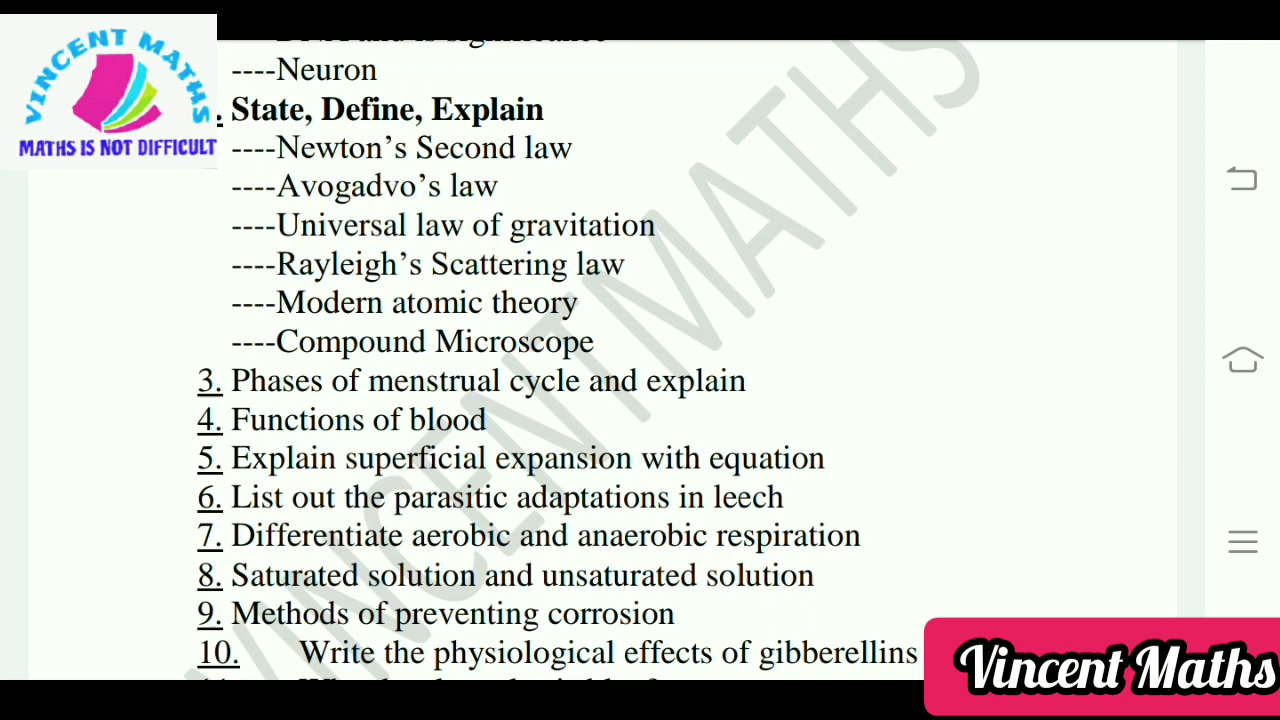 VINCENT MATHS
MATHS IS NOT DIFFICULT
----Neuron
. State, Define, Explain
----Newton's Second law
----Avogadvo's law
----Universal law of gravitation
----Rayleigh's Scattering law
----Modern atomic theory
----Compound Microscope
3. Phases of menstrual cycle and explain
4. Functions of blood
5. Explain superficial expansion with equation
6. List out the parasitic adaptations in leech
7. Differentiate aerobic and anaerobic respiration
8. Saturated solution and unsaturated solution
9. Methods of preventing corrosion
10. Write the physiological effects of gibberellins
VINCENTMATHS
Vincent Maths